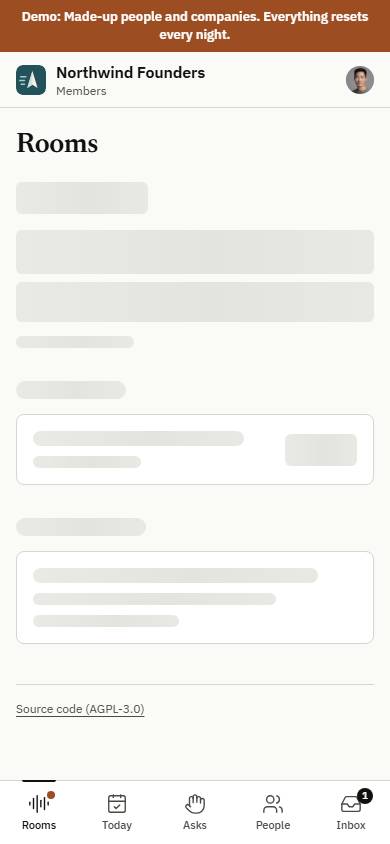 Demo: Made-up people and companies. Everything resets
every night.
Northwind Founders
Members
Rooms
Source code (AGPL-3.0)
1
Rooms
Today
Asks
People
Inbox